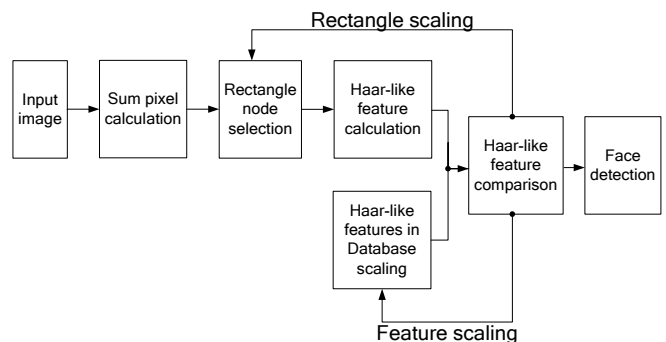 Rectangle scaling
Input
image
Sum pixel
calculation
Rectangle
node
selection
Haar-like
feature
calculation
Haar-like
feature
comparison
Face
detection
Haar-like
features in
Database
scaling
Feature scaling